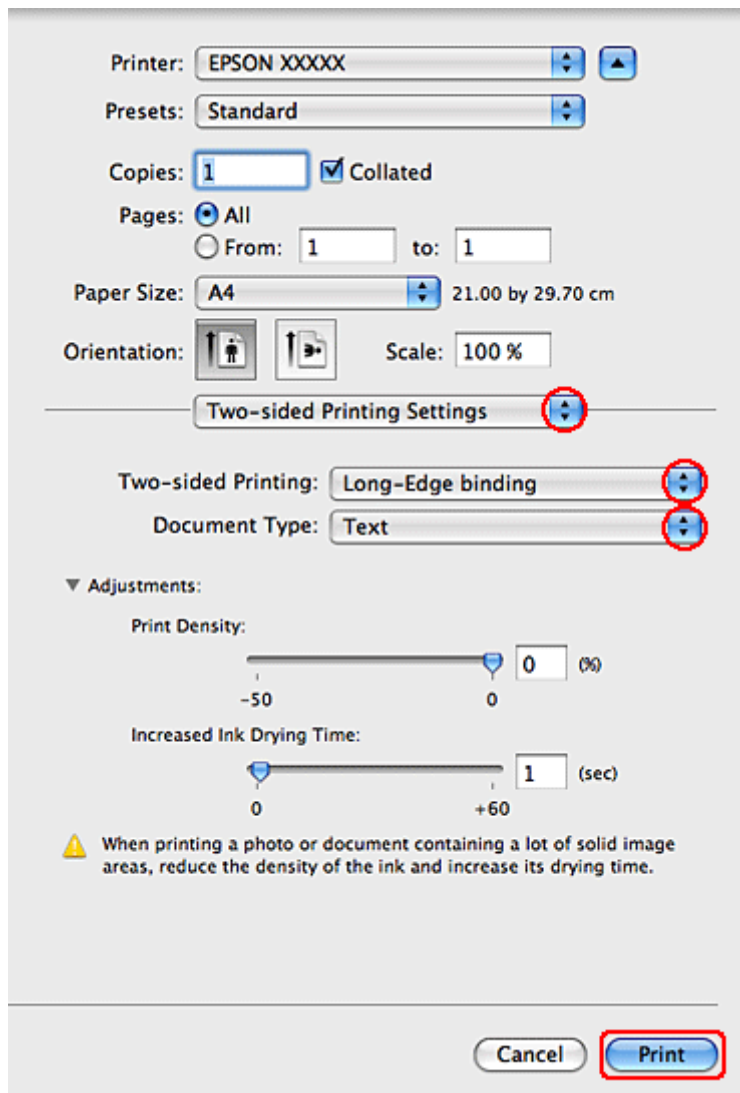 Printer: EPSON XXXXX
Presets: Standard
Copies: 1 Collated
Pages: All
From: 1 to: 1
Paper Size: A4 21.00 by 29.70 cm
Orientation: Scale: 100 %
Two-sided Printing Settings
Two-sided Printing: Long-Edge binding
Document Type: Text
Adjustments:
Print Density:
0 (%)
-50 0
Increased Ink Drying Time:
1 (sec)
0 +60
When printing a photo or document containing a lot of solid image
areas, reduce the density of the ink and increase its drying time.
Cancel Print